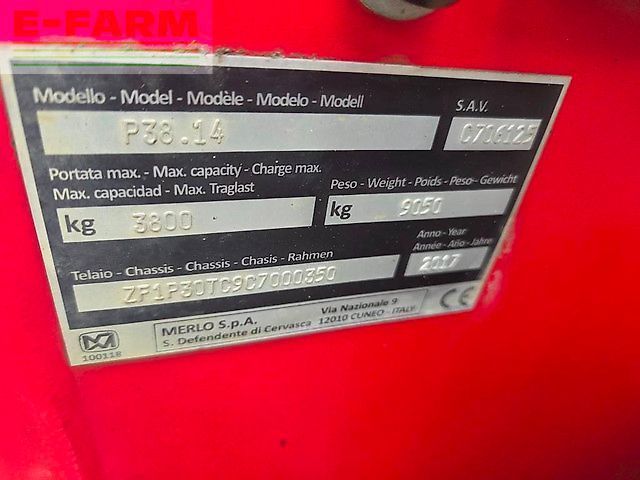 E-FARM
Modello - Model - Modèle - Modelo - Modell
S.A.V.
P38.14
C706125
Portata max. - Max. capacity - Charge max.
Max. capacidad - Max. Traglast
Peso - Weight - Poids - Peso - Gewicht
kg 3800
kg 9050
Anno - Year
Année - Año - Jahre
Telaio - Chassis - Chassis - Chasis - Rahmen
2017
ZF1P30TC9C7000350
MERLO S.p.A.
S. Defendente di Cervasca
Via Nazionale 9
12010 CUNEO - ITALY
CE
100118